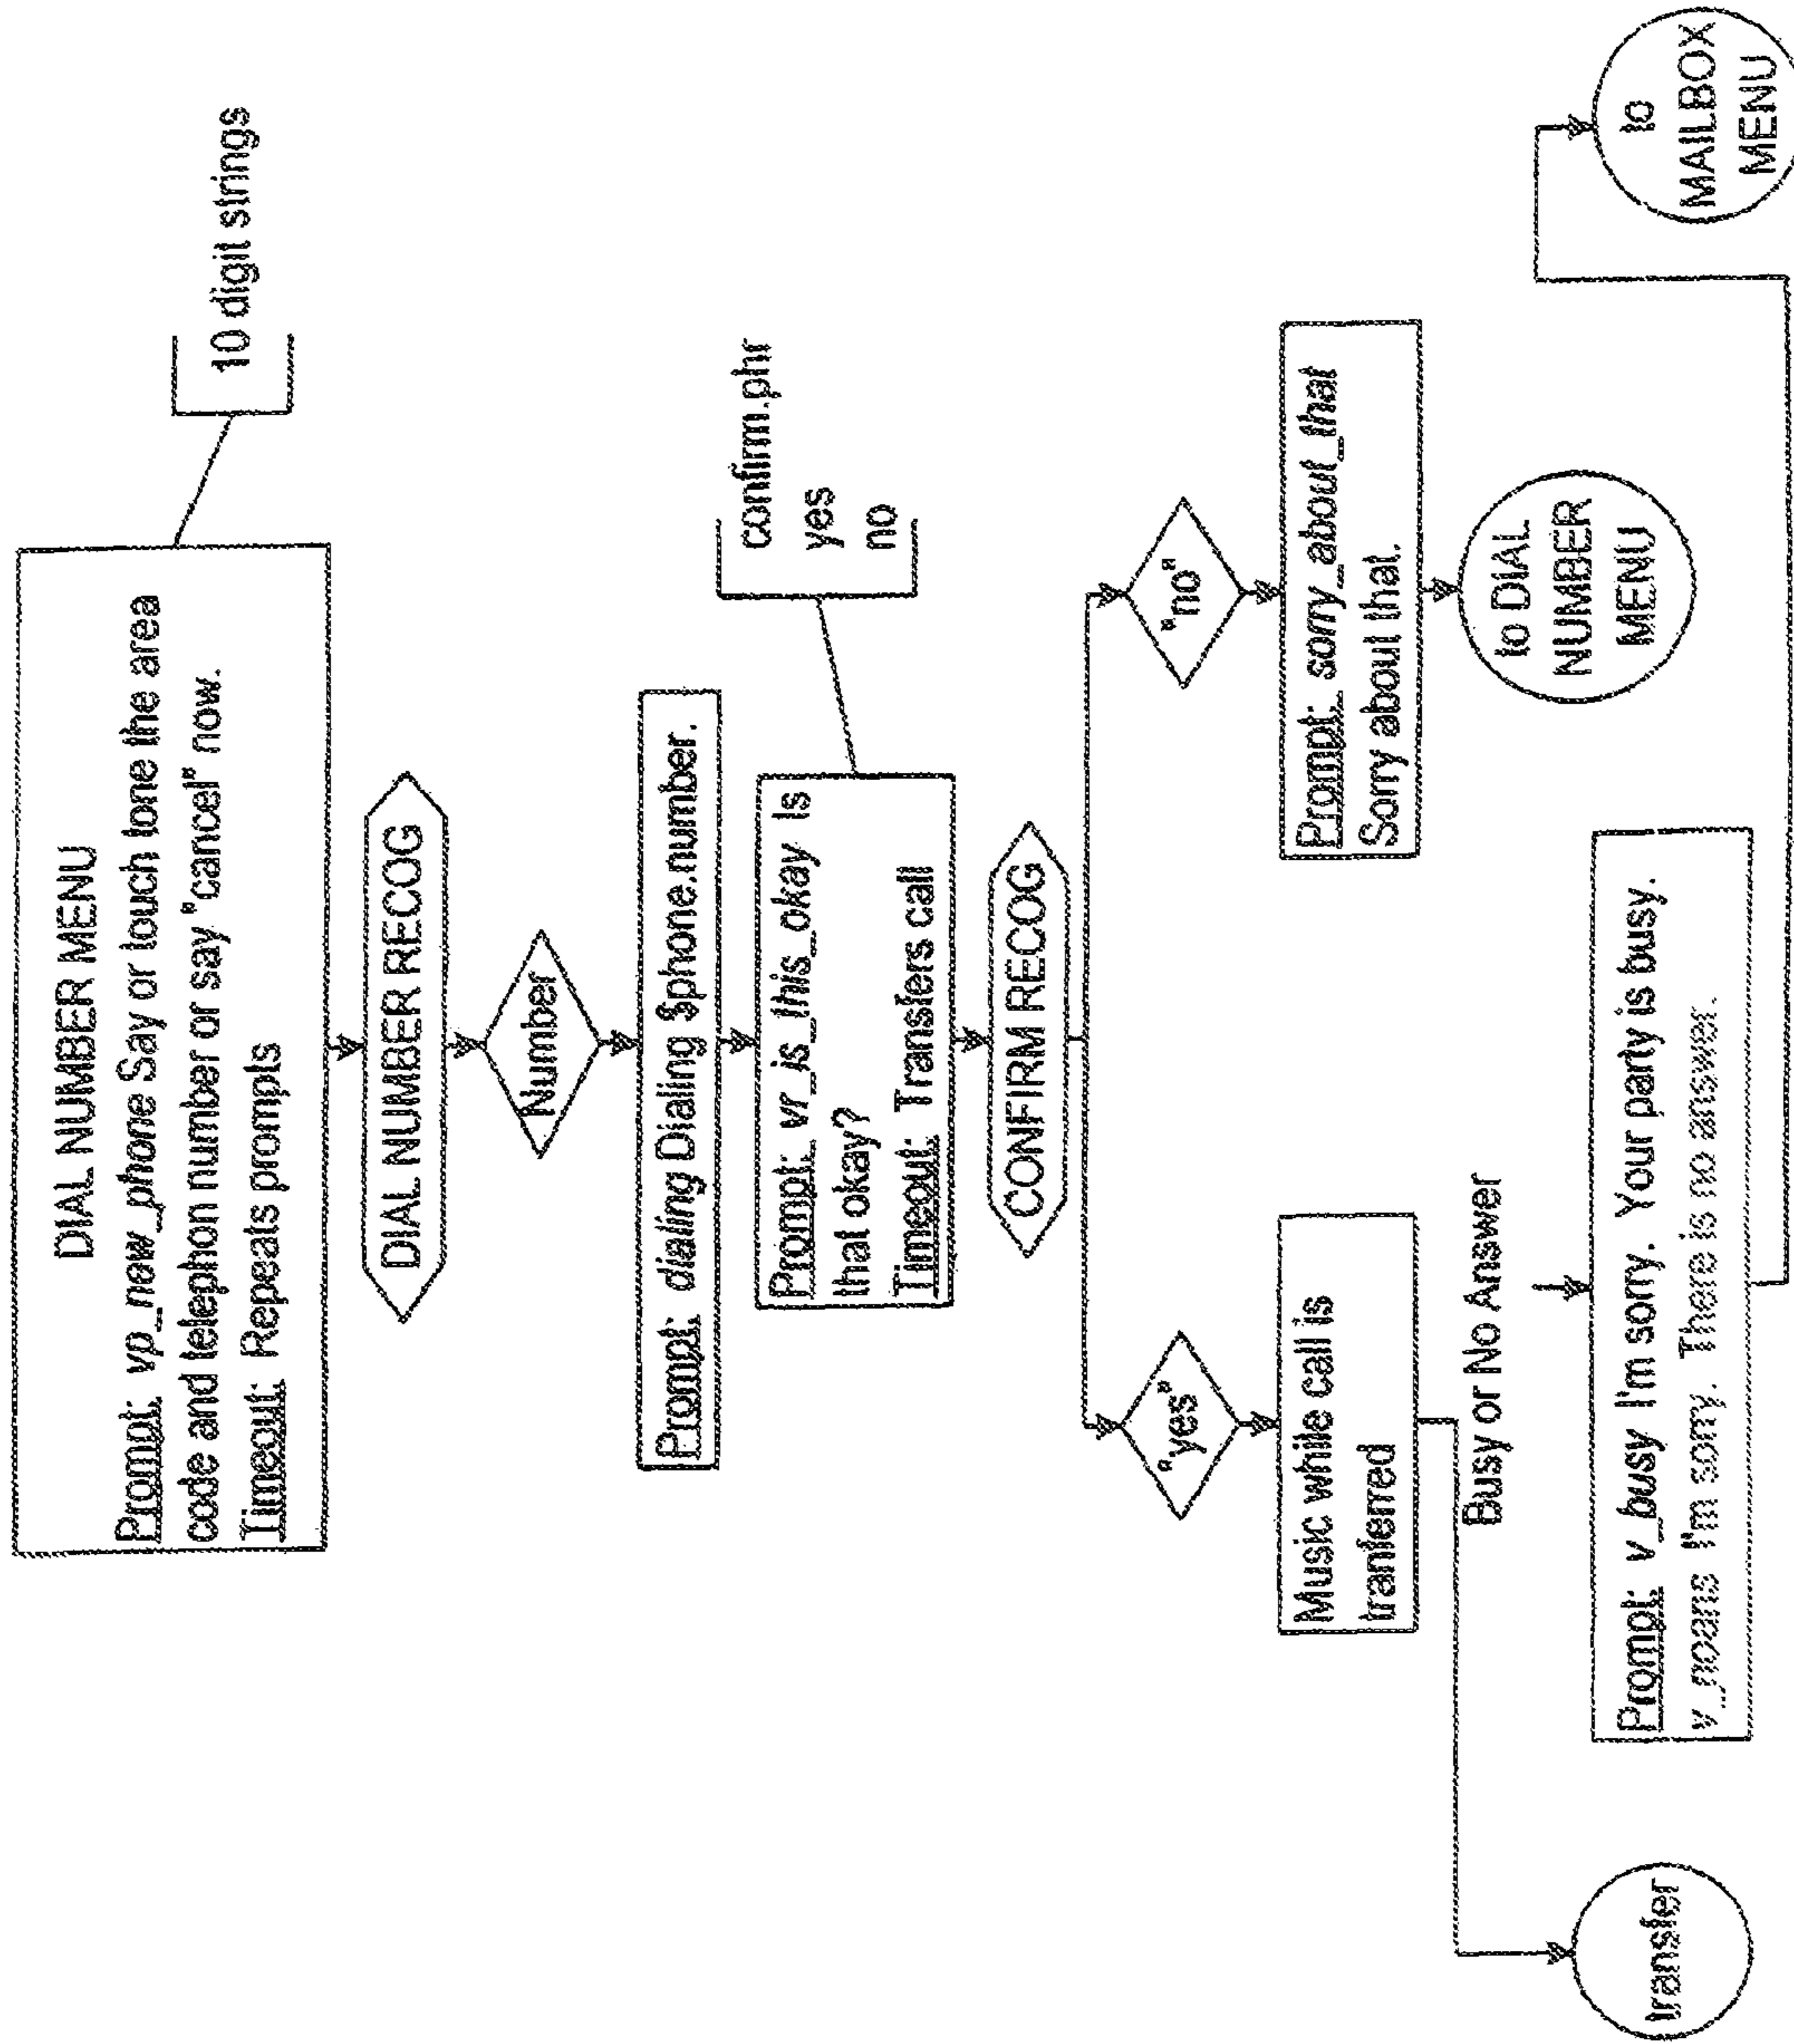 DIAL NUMBER MENU
Prompt: vp_new_phone Say or touch tone the area
code and telephon number or say "cancel" now.
Timeout: Repeats prompts
10 digit strings
DIAL NUMBER RECOG
Number
Prompt: dialing Dialing $phone.number.
Prompt: vr_is_this_okay Is
that okay?
Timeout: Transfers call
confirm.phr
yes
no
CONFIRM RECOG
"yes"
"no"
Music while call is
tranferred
Prompt: sorry_about_that
Sorry about that.
Busy or No Answer
to DIAL
NUMBER
MENU
transfer
Prompt: v_busy I'm sorry. Your party is busy.
v_noans I'm sorry. There is no answer.
to
MAILBOX
MENU